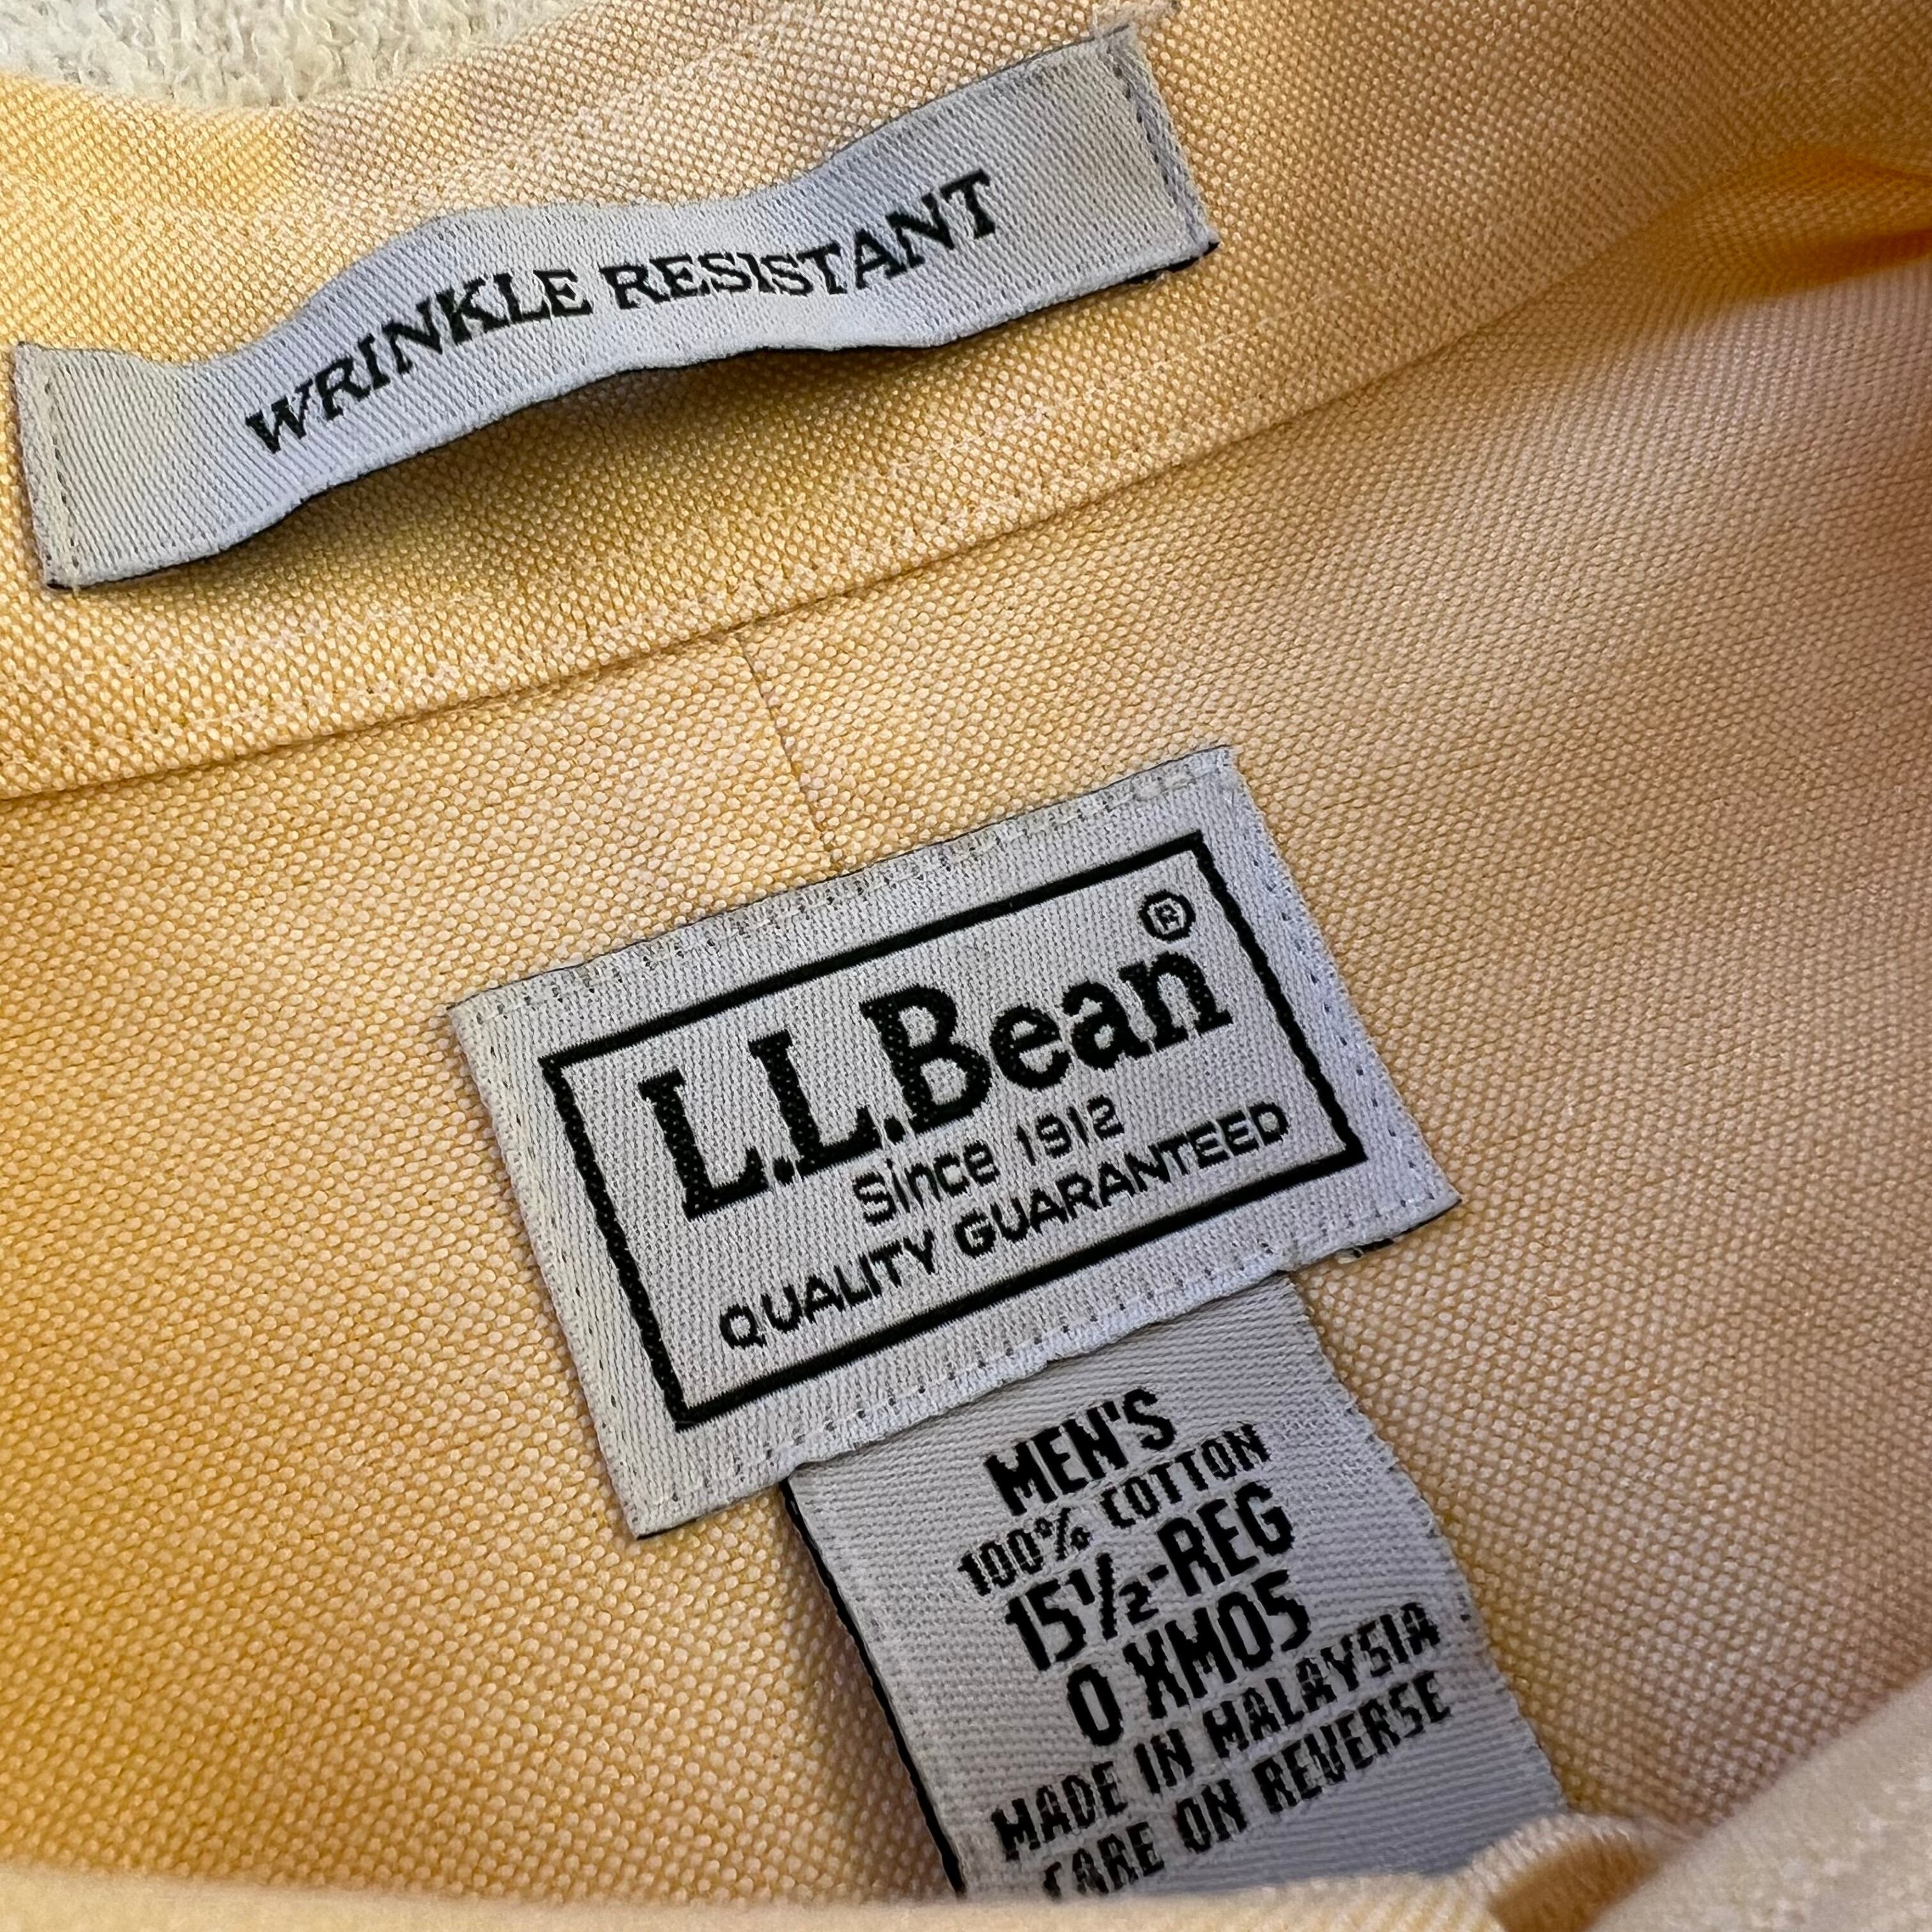 WRINKLE RESISTANT
L.L.Bean®
Since 1912
QUALITY GUARANTEED
MEN'S
100% COTTON
15½-REG
0 XM05
MADE IN MALAYSIA
CARE ON REVERSE